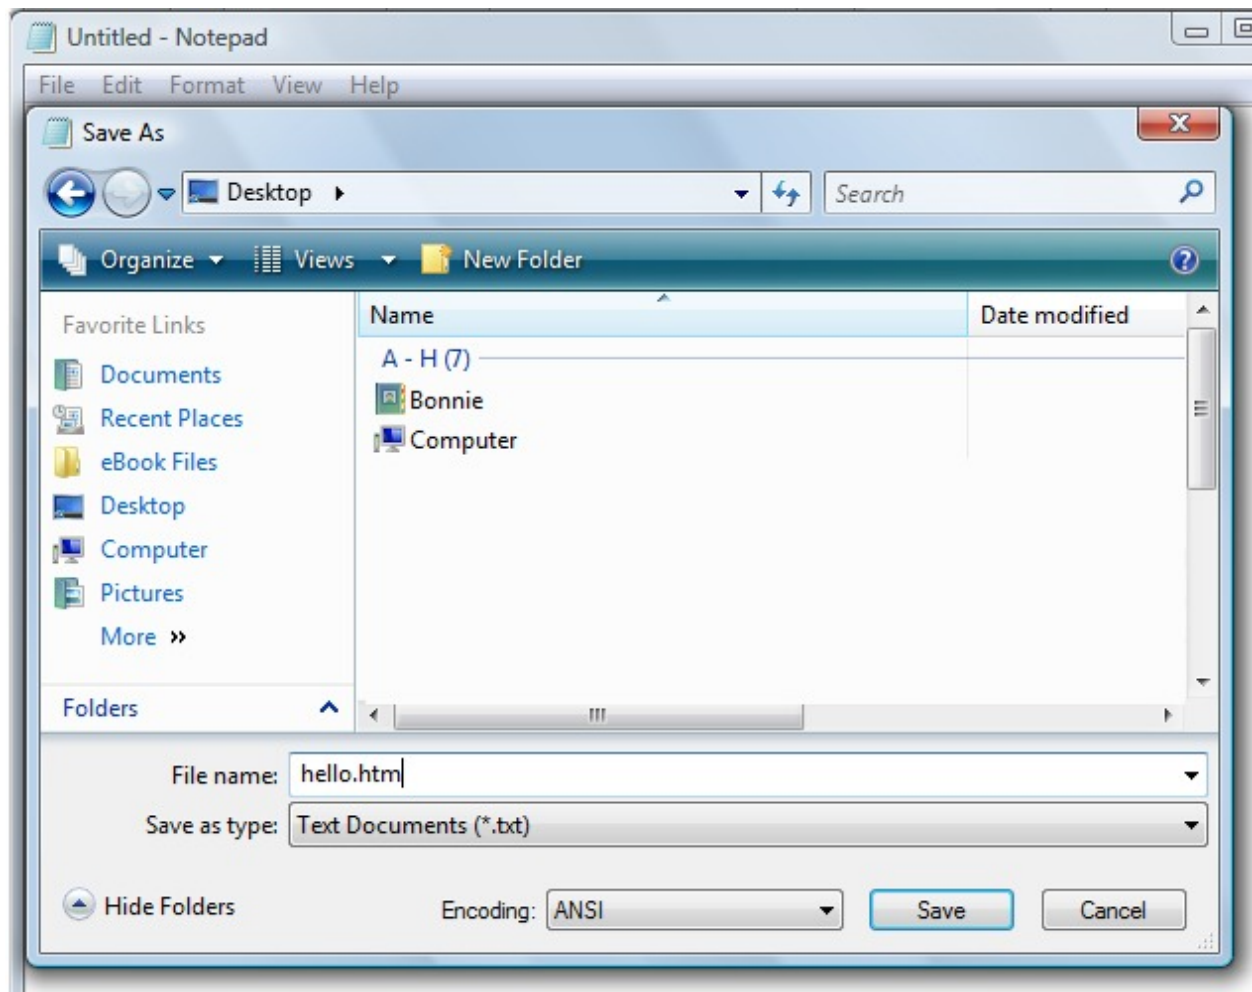 Untitled - Notepad
File Edit Format View Help
Save As
Desktop
Search
Organize Views New Folder
Favorite Links
Documents
Recent Places
eBook Files
Desktop
Computer
Pictures
More »
Folders
Name Date modified
A - H (7)
Bonnie
Computer
File name: hello.htm
Save as type: Text Documents (*.txt)
Hide Folders Encoding: ANSI Save Cancel